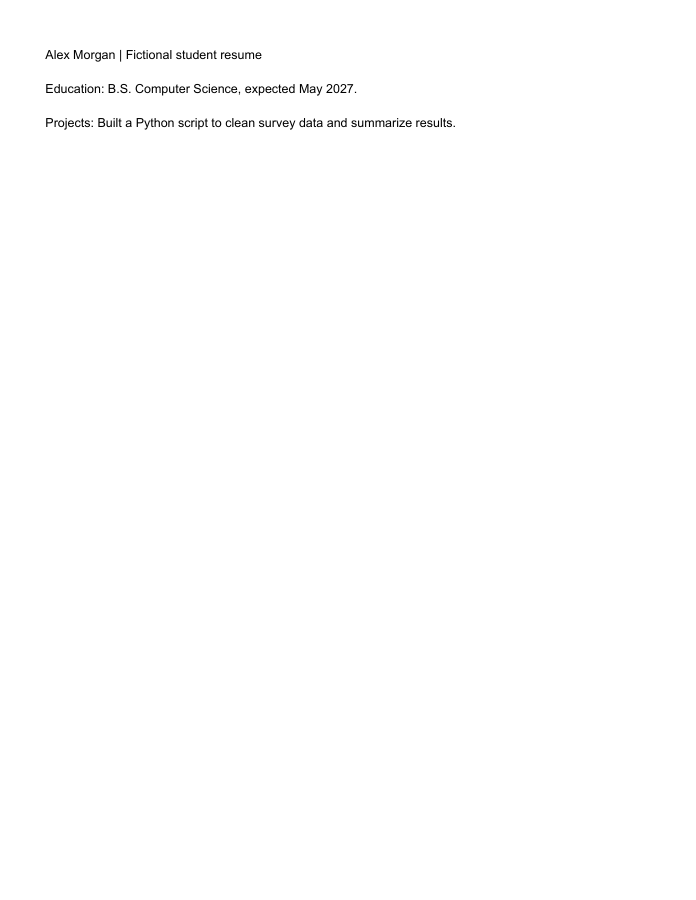 Alex Morgan | Fictional student resume
Education: B.S. Computer Science, expected May 2027.
Projects: Built a Python script to clean survey data and summarize results.